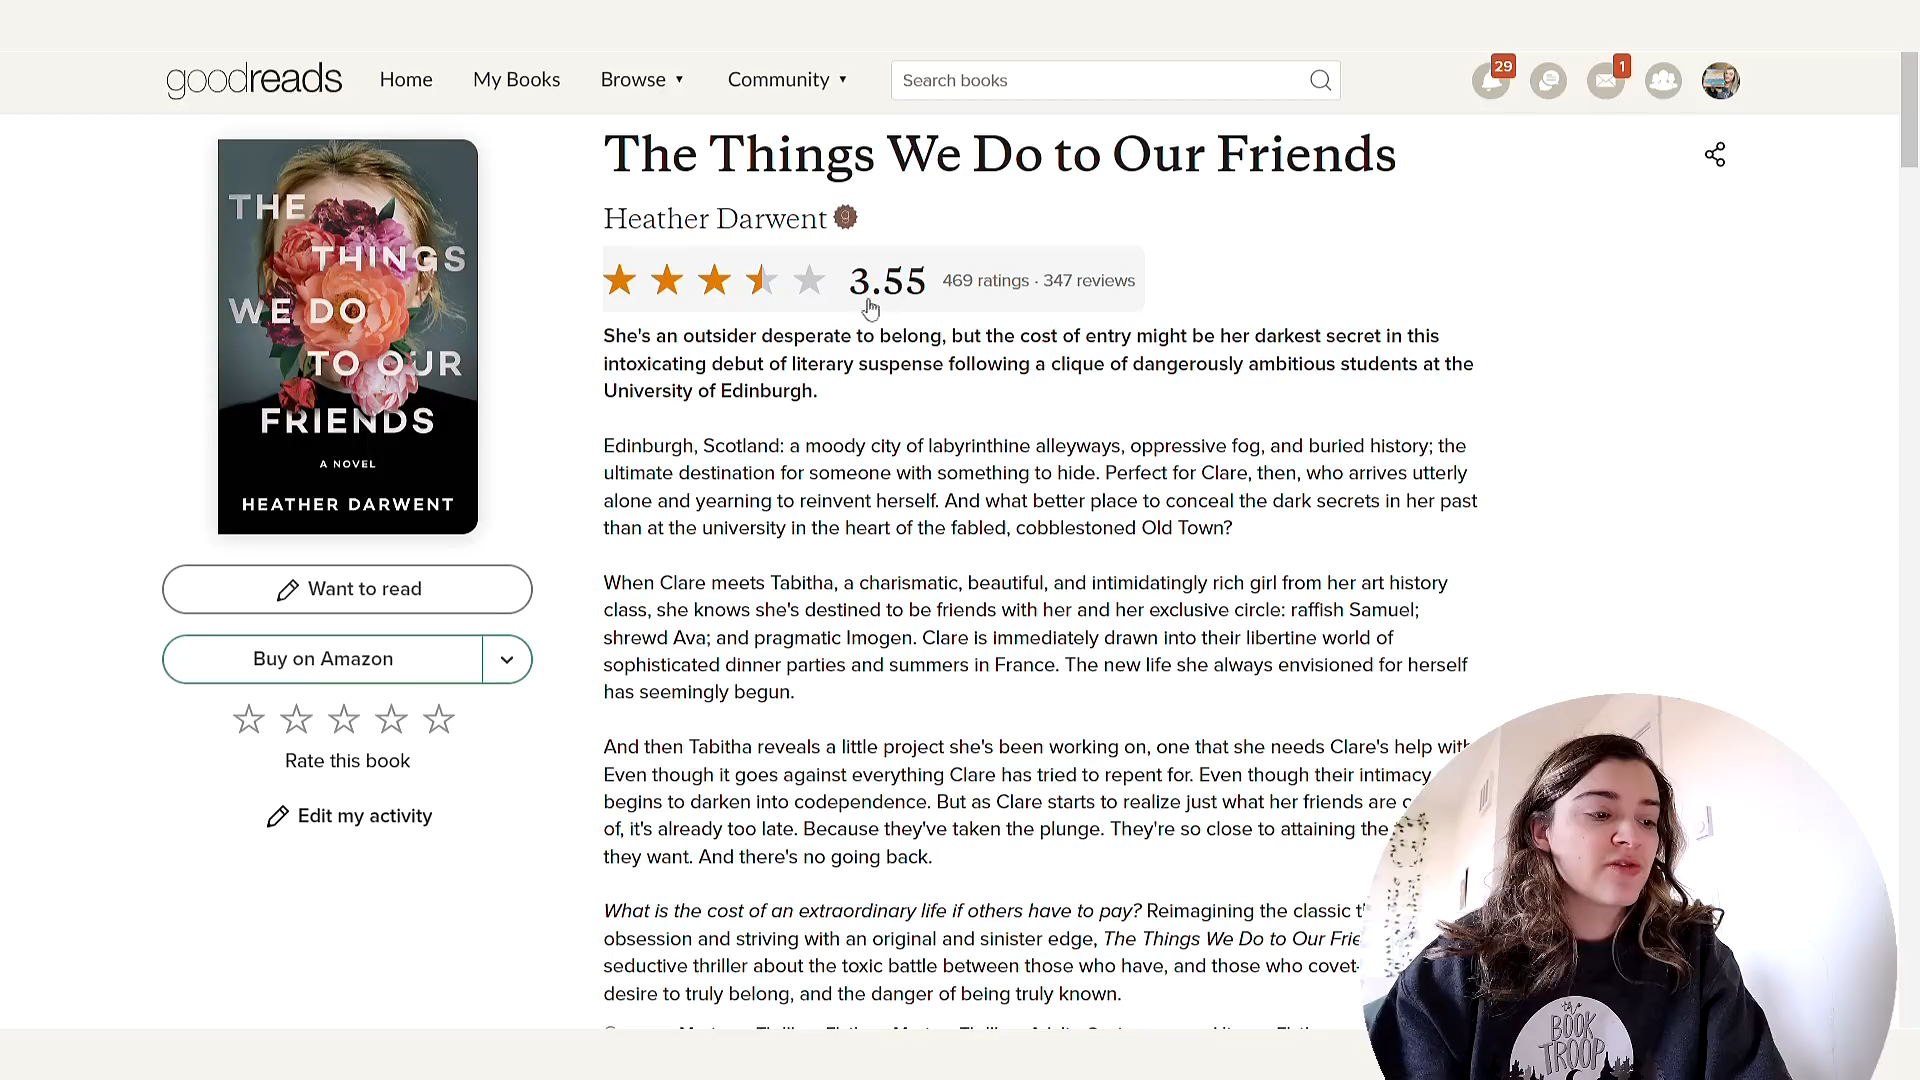 goodreads Home My Books Browse ▼ Community ▼ Search books 29 1
The Things We Do to Our Friends
Heather Darwent g
3.55 469 ratings · 347 reviews
She's an outsider desperate to belong, but the cost of entry might be her darkest secret in this
intoxicating debut of literary suspense following a clique of dangerously ambitious students at the
University of Edinburgh.
Edinburgh, Scotland: a moody city of labyrinthine alleyways, oppressive fog, and buried history; the
ultimate destination for someone with something to hide. Perfect for Clare, then, who arrives utterly
alone and yearning to reinvent herself. And what better place to conceal the dark secrets in her past
than at the university in the heart of the fabled, cobblestoned Old Town?
When Clare meets Tabitha, a charismatic, beautiful, and intimidatingly rich girl from her art history
class, she knows she's destined to be friends with her and her exclusive circle: raffish Samuel;
shrewd Ava; and pragmatic Imogen. Clare is immediately drawn into their libertine world of
sophisticated dinner parties and summers in France. The new life she always envisioned for herself
has seemingly begun.
And then Tabitha reveals a little project she's been working on, one that she needs Clare's help with
Even though it goes against everything Clare has tried to repent for. Even though their intimacy
begins to darken into codependence. But as Clare starts to realize just what her friends are
of, it's already too late. Because they've taken the plunge. They're so close to attaining the
they want. And there's no going back.
What is the cost of an extraordinary life if others have to pay? Reimagining the classic
obsession and striving with an original and sinister edge, The Things We Do to Our Frie
seductive thriller about the toxic battle between those who have, and those who covet-
desire to truly belong, and the danger of being truly known.
THE
THINGS
WE DO
TO OUR
FRIENDS
A NOVEL
HEATHER DARWENT
Want to read
Buy on Amazon
Rate this book
Edit my activity
the
BOOK
TROOP